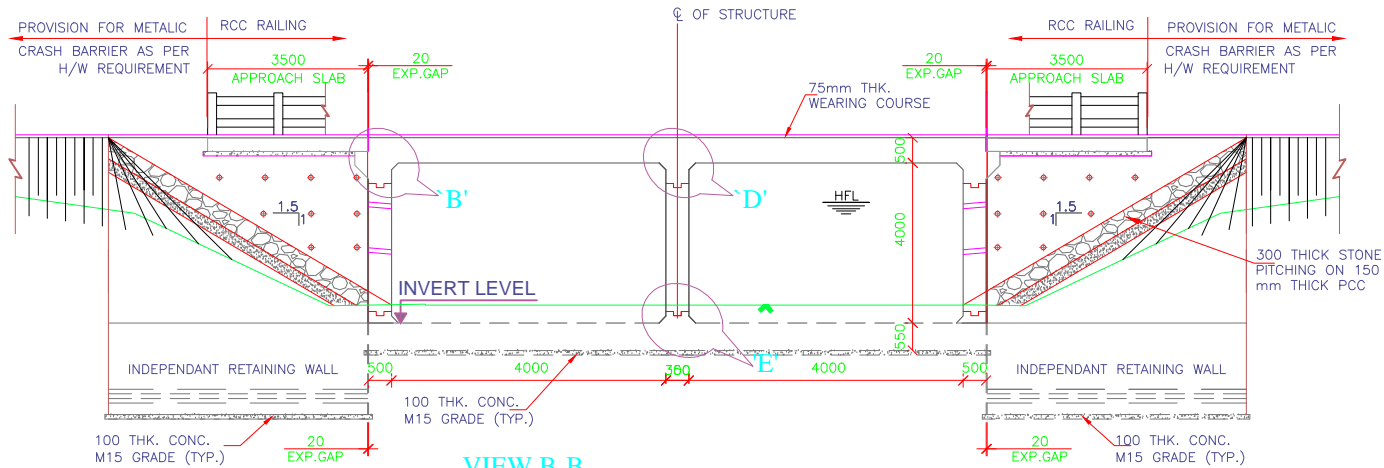 ℄ OF STRUCTURE
PROVISION FOR METALIC
CRASH BARRIER AS PER
H/W REQUIREMENT
RCC RAILING
3500
APPROACH SLAB
20
EXP.GAP
75mm THK.
WEARING COURSE
20
EXP.GAP
RCC RAILING
3500
APPROACH SLAB
PROVISION FOR METALIC
CRASH BARRIER AS PER
H/W REQUIREMENT
500
`B'
`D'
HFL
1.5
1
1.5
1
4000
300 THICK STONE
PITCHING ON 150
mm THICK PCC
INVERT LEVEL
550
'E'
INDEPENDANT RETAINING WALL
500
4000
4000
500
INDEPENDANT RETAINING WALL
100 THK. CONC.
M15 GRADE (TYP.)
100 THK. CONC.
M15 GRADE (TYP.)
20
EXP.GAP
VIEW B-B
20
EXP.GAP
100 THK. CONC.
M15 GRADE (TYP.)